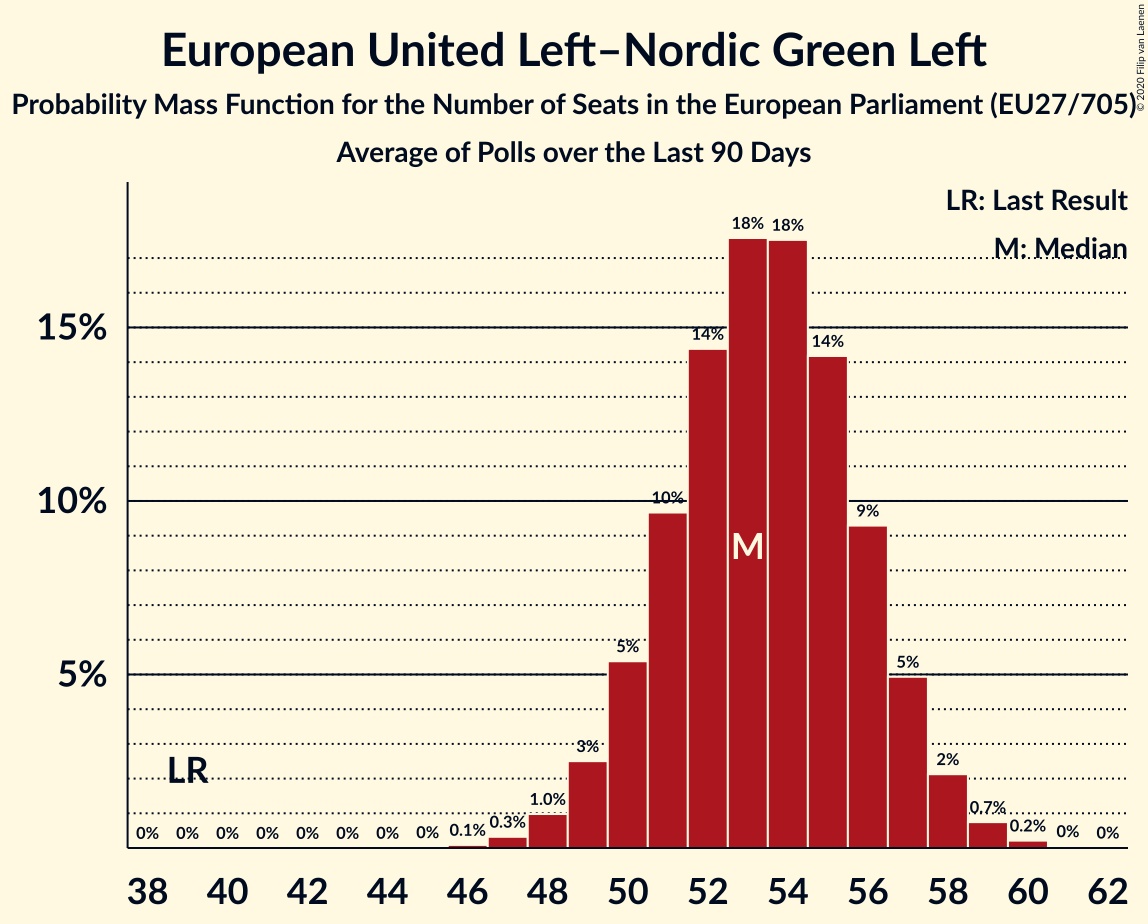 European United Left–Nordic Green Left
Probability Mass Function for the Number of Seats in the European Parliament (EU27/705)
Average of Polls over the Last 90 Days
© 2020 Filip van Laenen
LR: Last Result
M: Median
15%
10%
5%
0% 0% 0% 0% 0% 0% 0% 0% 0.1% 0.3% 1.0% 3% 5% 10% 14% 18% 18% 14% 9% 5% 2% 0.7% 0.2% 0% 0%
LR
M
38 40 42 44 46 48 50 52 54 56 58 60 62